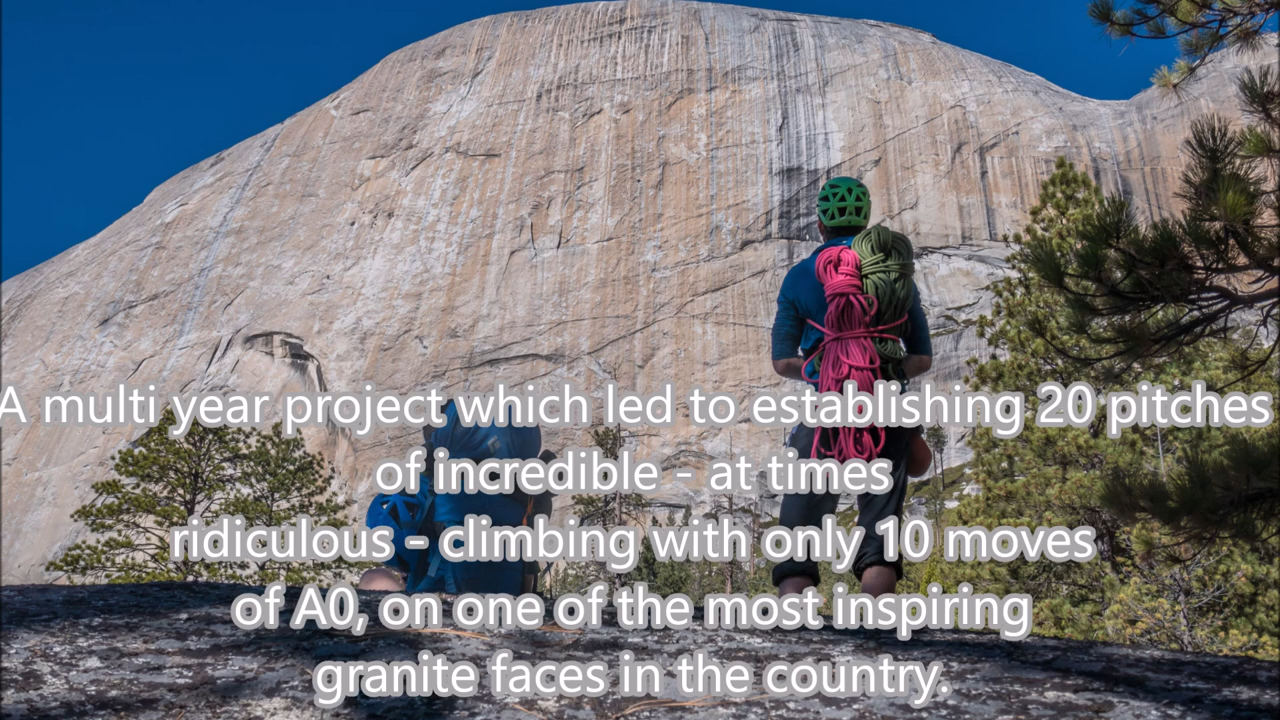 A multi year project which led to establishing 20 pitches
of incredible - at times
ridiculous - climbing with only 10 moves
of A0, on one of the most inspiring
granite faces in the country.